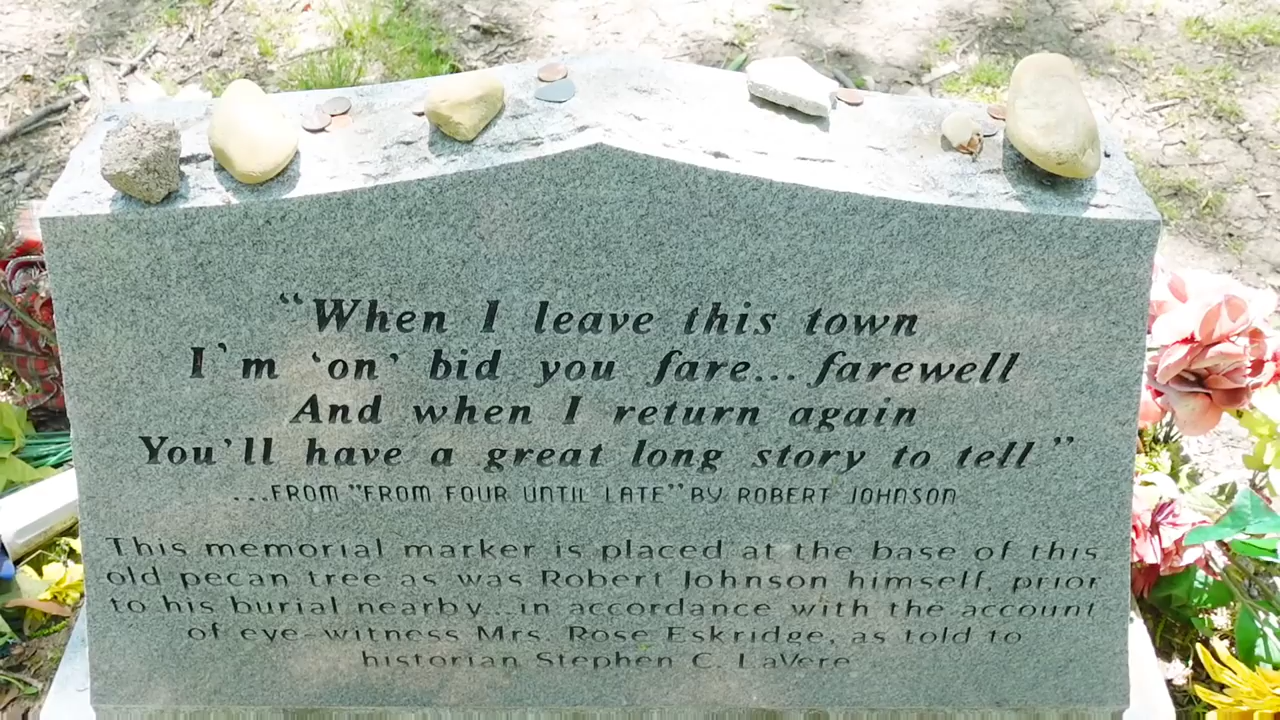 “When I leave this town
I'm ‘on’ bid you fare...farewell
And when I return again
You'll have a great long story to tell”
...FROM "FROM FOUR UNTIL LATE" BY ROBERT JOHNSON
This memorial marker is placed at the base of this
old pecan tree as was Robert Johnson himself, prior
to his burial nearby...in accordance with the account
of eye-witness Mrs. Rose Eskridge, as told to
historian Stephen C. LaVere